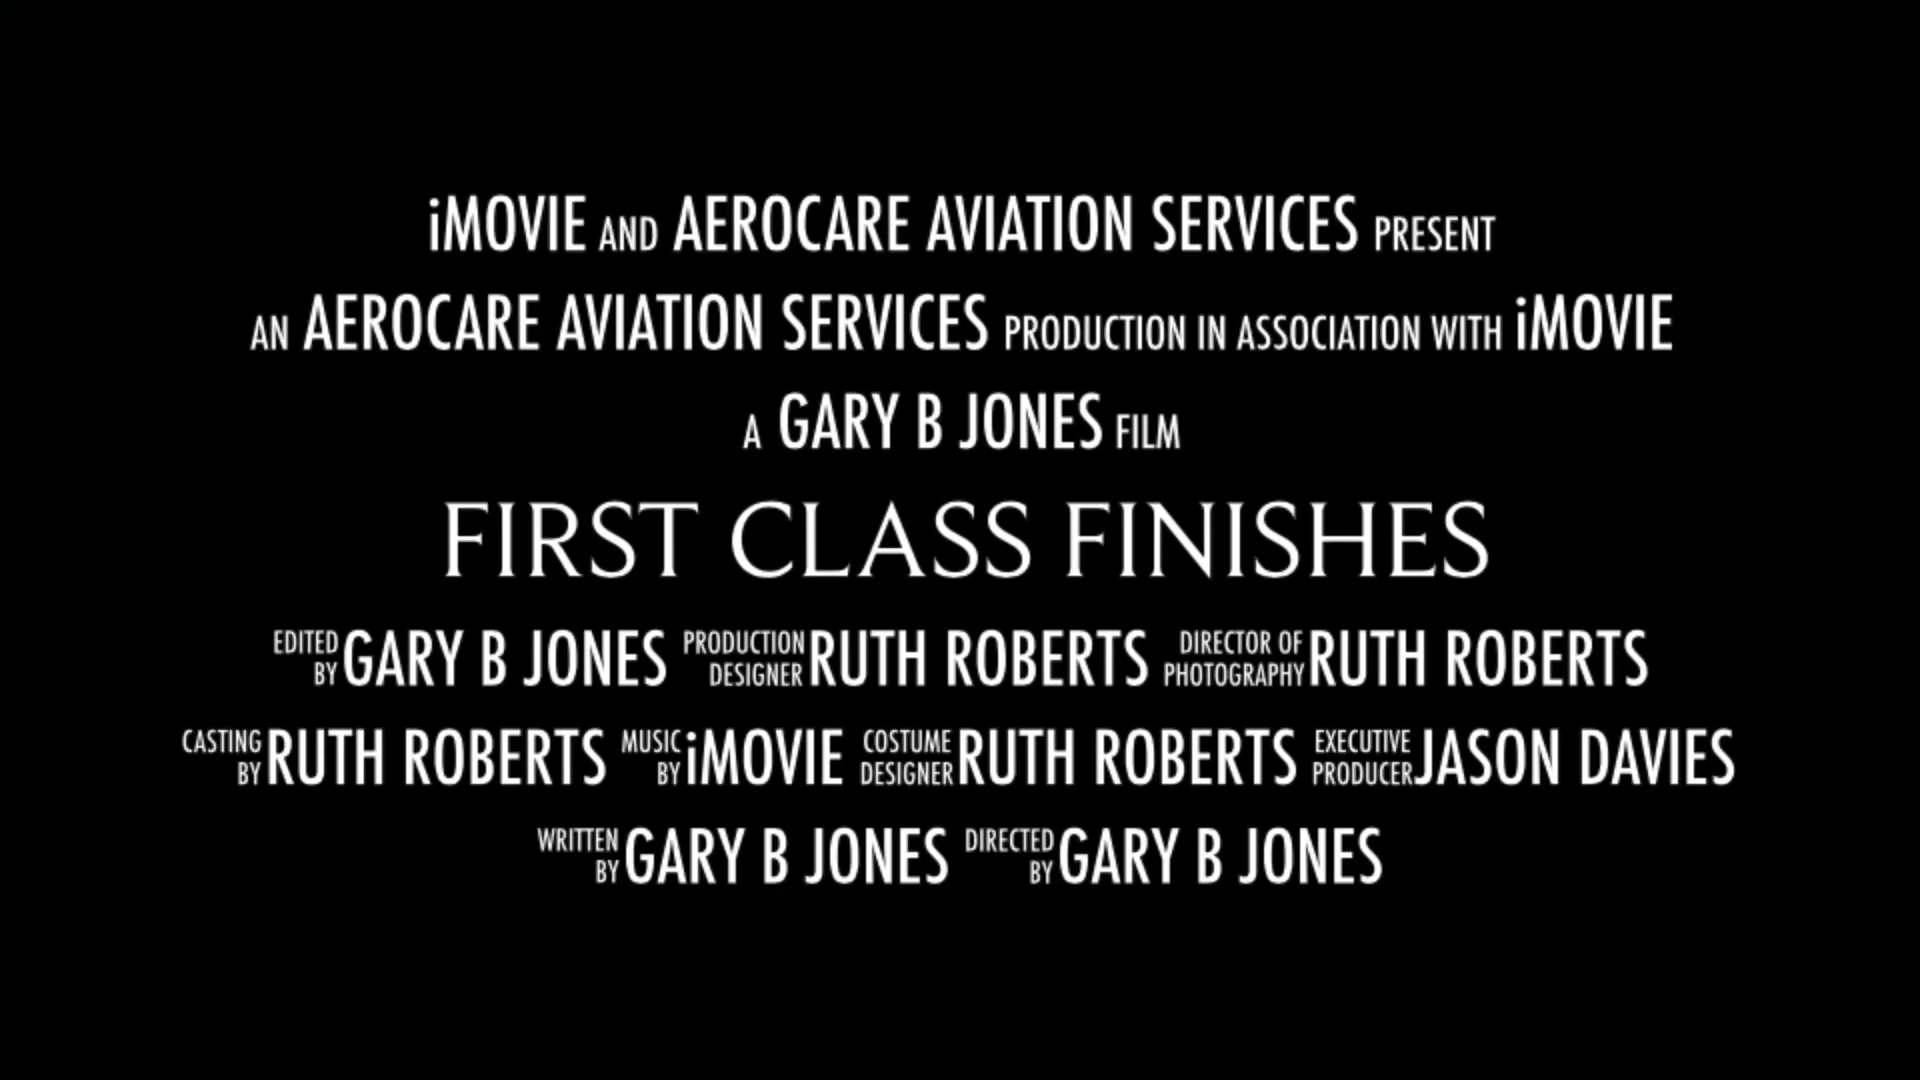 iMOVIE AND AEROCARE AVIATION SERVICES PRESENT
AN AEROCARE AVIATION SERVICES PRODUCTION IN ASSOCIATION WITH iMOVIE
A GARY B JONES FILM
FIRST CLASS FINISHES
EDITED BY GARY B JONES PRODUCTION DESIGNER RUTH ROBERTS DIRECTOR OF PHOTOGRAPHY RUTH ROBERTS
CASTING BY RUTH ROBERTS MUSIC BY iMOVIE COSTUME DESIGNER RUTH ROBERTS EXECUTIVE PRODUCER JASON DAVIES
WRITTEN BY GARY B JONES DIRECTED BY GARY B JONES